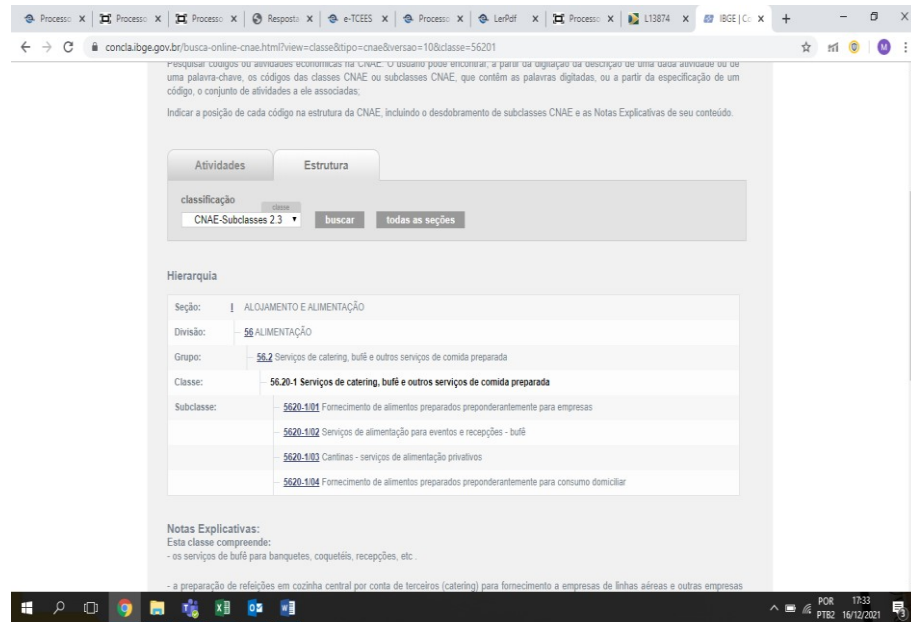 Processo Processo Processo Resposta e-TCEES Processo LerPdf Processo L13874 IBGE | Co
concla.ibge.gov.br/busca-online-cnae.html?view=classe&tipo=cnae&versao=10&classe=56201
M
Pesquisar códigos ou atividades econômicas na CNAE. O usuário pode encontrar, a partir da digitação da descrição de uma dada atividade ou de
uma palavra-chave, os códigos das classes CNAE ou subclasses CNAE, que contêm as palavras digitadas, ou a partir da especificação de um
código, o conjunto de atividades a ele associadas;
Indicar a posição de cada código na estrutura da CNAE, incluindo o desdobramento de subclasses CNAE e as Notas Explicativas de seu conteúdo.
Atividades Estrutura
classificação
classe
CNAE-Subclasses 2.3 buscar todas as seções
Hierarquia
Seção: I ALOJAMENTO E ALIMENTAÇÃO
Divisão: 56 ALIMENTAÇÃO
Grupo: 56.2 Serviços de catering, bufê e outros serviços de comida preparada
Classe: 56.20-1 Serviços de catering, bufê e outros serviços de comida preparada
Subclasse: 5620-1/01 Fornecimento de alimentos preparados preponderantemente para empresas
5620-1/02 Serviços de alimentação para eventos e recepções - bufê
5620-1/03 Cantinas - serviços de alimentação privativos
5620-1/04 Fornecimento de alimentos preparados preponderantemente para consumo domiciliar
Notas Explicativas:
Esta classe compreende:
- os serviços de bufê para banquetes, coquetéis, recepções, etc .
- a preparação de refeições em cozinha central por conta de terceiros (catering) para fornecimento a empresas de linhas aéreas e outras empresas
POR 17:33
PTB2 16/12/2021